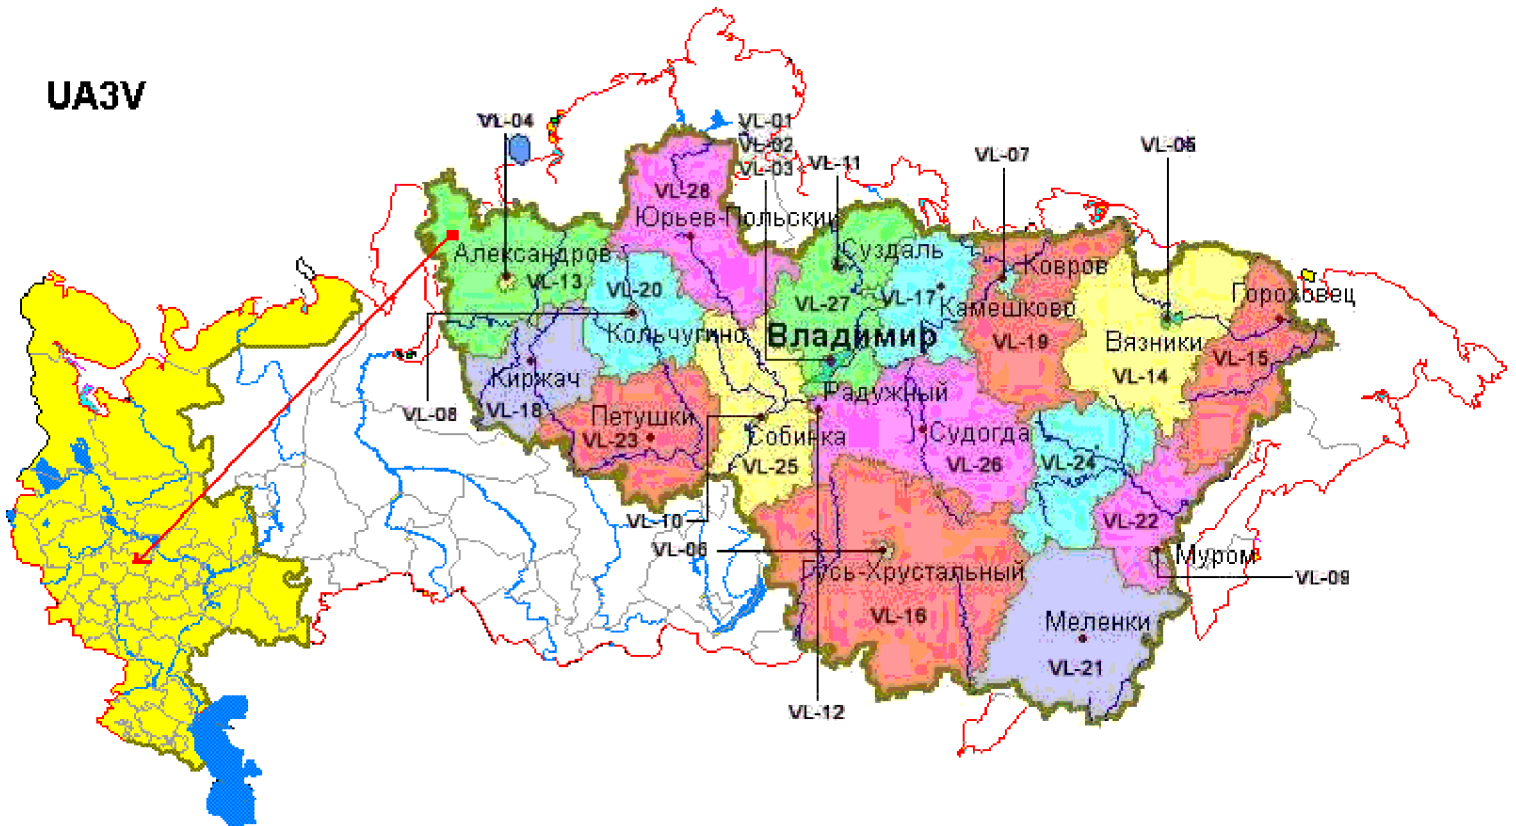 UA3V
VL-04
VL-01
VL-02
VL-03
VL-11
VL-07
VL-05
VL-28
Юрьев-Польский
Александров
VL-13
VL-20
Кольчугино
Суздаль
VL-27
VL-17
Камешково
Ковров
VL-19
Гороховец
VL-15
Вязники
VL-14
Владимир
Киржач
VL-18
VL-08
Петушки
VL-23
Радужный
Собинка
VL-25
Судогда
VL-26
VL-24
VL-22
VL-10
VL-06
Гусь-Хрустальный
VL-16
Муром
VL-09
Меленки
VL-21
VL-12